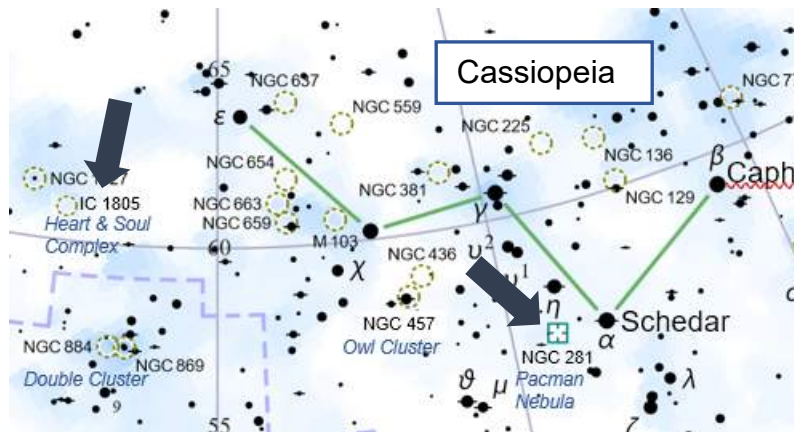 65
NGC 637
ε
NGC 559
Cassiopeia
NGC 225
NGC 7
NGC 136
β
Caph
NGC 129
NGC 654
NGC 381
γ
NGC 663
NGC 659
M 103
χ
60
IC 1805
Heart & Soul
Complex
NGC 436
υ²
υ¹
η
NGC 457
Owl Cluster
Schedar
α
NGC 281
Pacman
Nebula
NGC 884
NGC 869
Double Cluster
9
ϑ
μ
λ
ζ
55